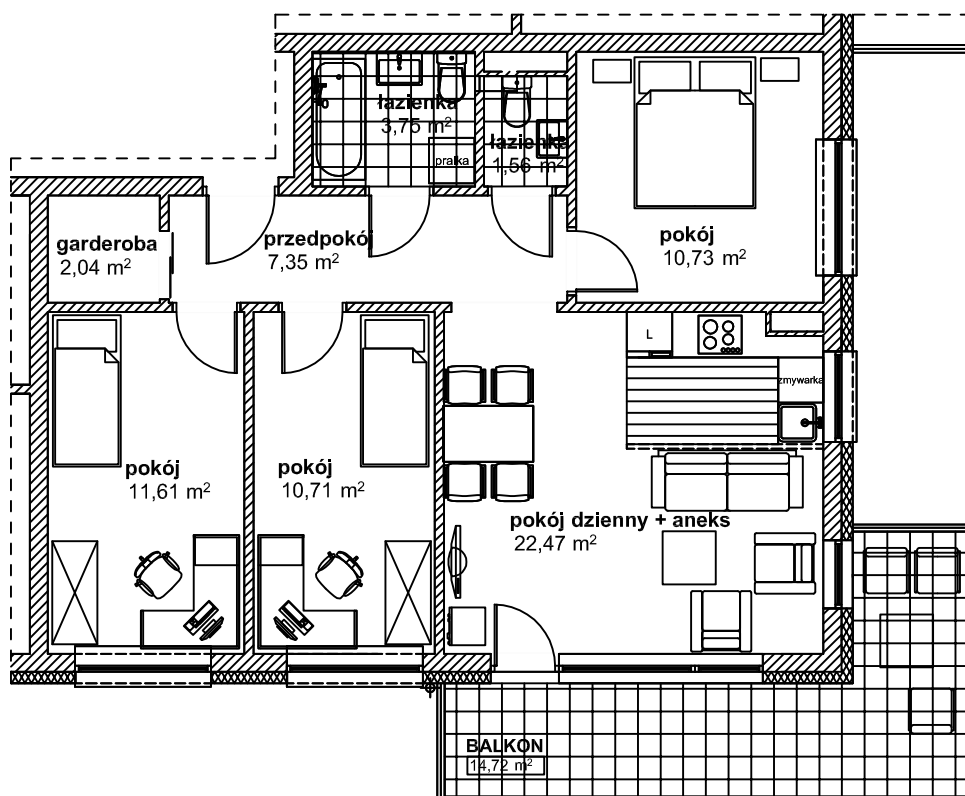 łazienka
3,75 m²
pralka
łazienka
1,56 m²
garderoba
2,04 m²
przedpokój
7,35 m²
pokój
10,73 m²
L
zmywarka
pokój
11,61 m²
pokój
10,71 m²
pokój dzienny + aneks
22,47 m²
BALKON
14,72 m²